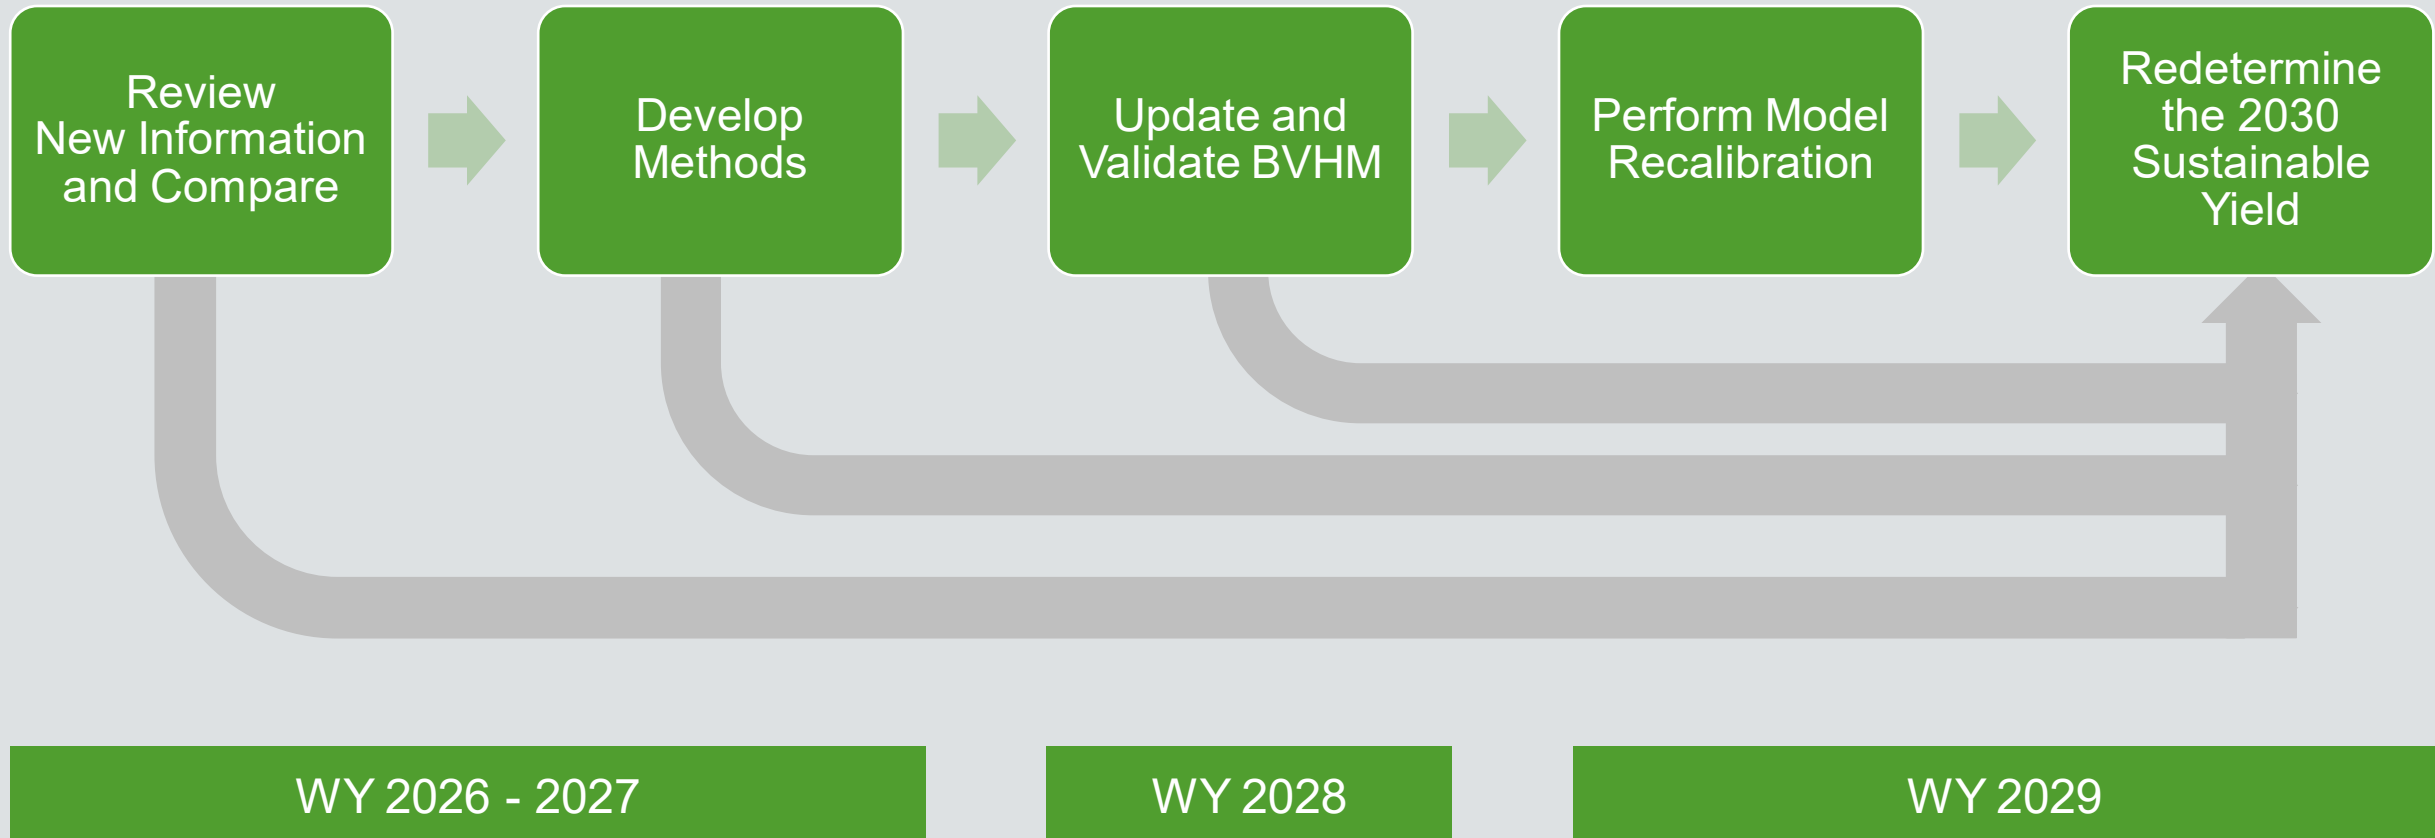 Review
New Information
and Compare
Develop
Methods
Update and
Validate BVHM
Perform Model
Recalibration
Redetermine
the 2030
Sustainable
Yield
WY 2026 - 2027
WY 2028
WY 2029